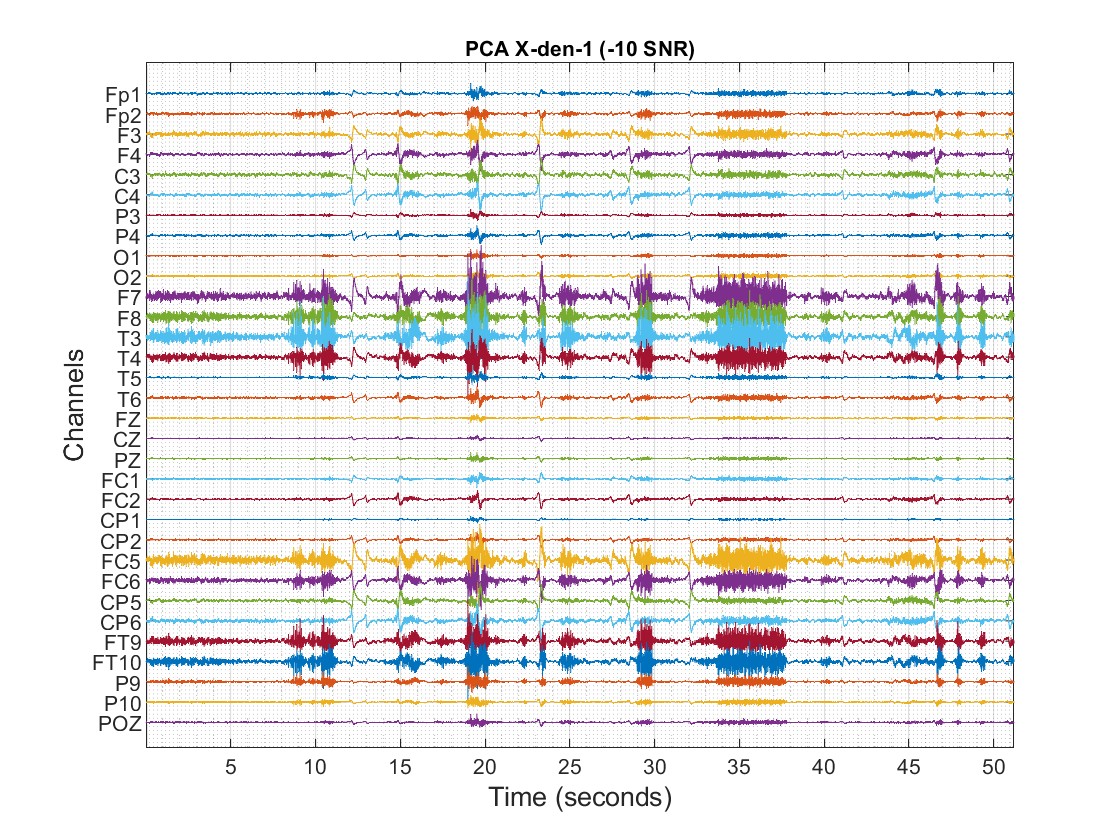 PCA X-den-1 (-10 SNR)
Fp1
Fp2
F3
F4
C3
C4
P3
P4
O1
O2
F7
F8
T3
T4
T5
T6
FZ
CZ
PZ
FC1
FC2
CP1
CP2
FC5
FC6
CP5
CP6
FT9
FT10
P9
P10
POZ
Channels
5 10 15 20 25 30 35 40 45 50
Time (seconds)